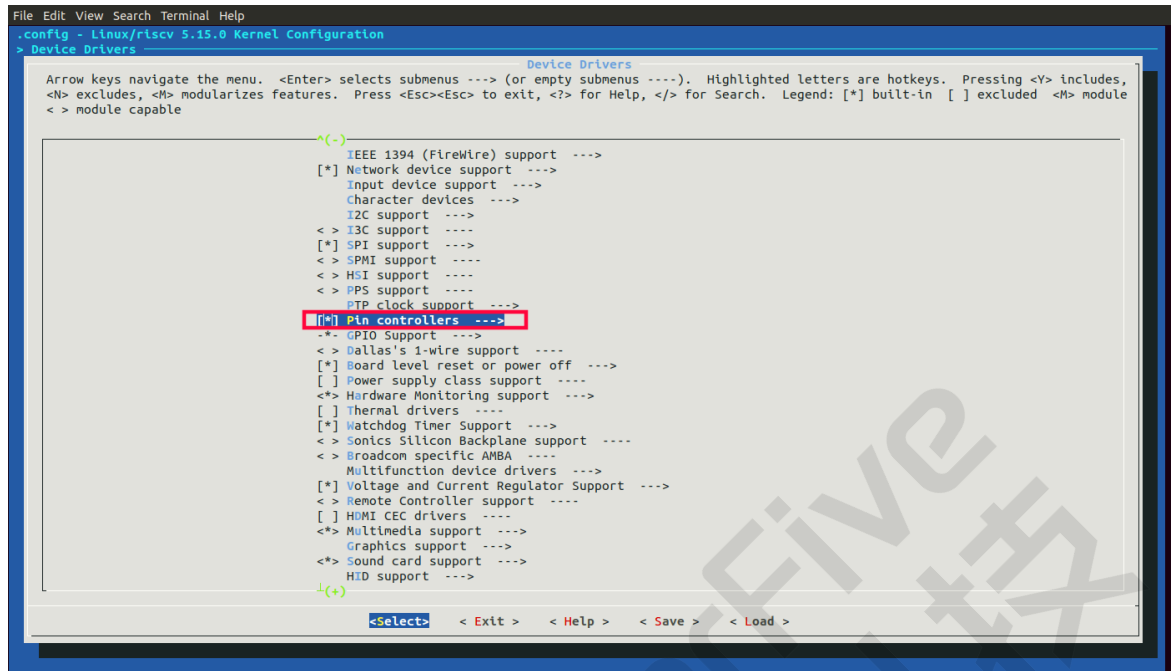 File Edit View Search Terminal Help
.config - Linux/riscv 5.15.0 Kernel Configuration
> Device Drivers
Device Drivers
Arrow keys navigate the menu. <Enter> selects submenus ---> (or empty submenus ----). Highlighted letters are hotkeys. Pressing <Y> includes,
<N> excludes, <M> modularizes features. Press <Esc><Esc> to exit, <?> for Help, </> for Search. Legend: [*] built-in [ ] excluded <M> module
< > module capable
^(-)
IEEE 1394 (FireWire) support --->
[*] Network device support --->
Input device support --->
Character devices --->
I2C support --->
< > I3C support ----
[*] SPI support --->
< > SPMI support ----
< > HSI support ----
< > PPS support ----
PTP clock support --->
[*] Pin controllers --->
-*- GPIO Support --->
< > Dallas's 1-wire support ----
[*] Board level reset or power off --->
[ ] Power supply class support ----
<*> Hardware Monitoring support --->
[ ] Thermal drivers ----
[*] Watchdog Timer Support --->
< > Sonics Silicon Backplane support ----
< > Broadcom specific AMBA ----
Multifunction device drivers --->
[*] Voltage and Current Regulator Support --->
< > Remote Controller support ----
[ ] HDMI CEC drivers ----
<*> Multimedia support --->
Graphics support --->
<*> Sound card support --->
HID support --->
┴(+)
<Select> < Exit > < Help > < Save > < Load >